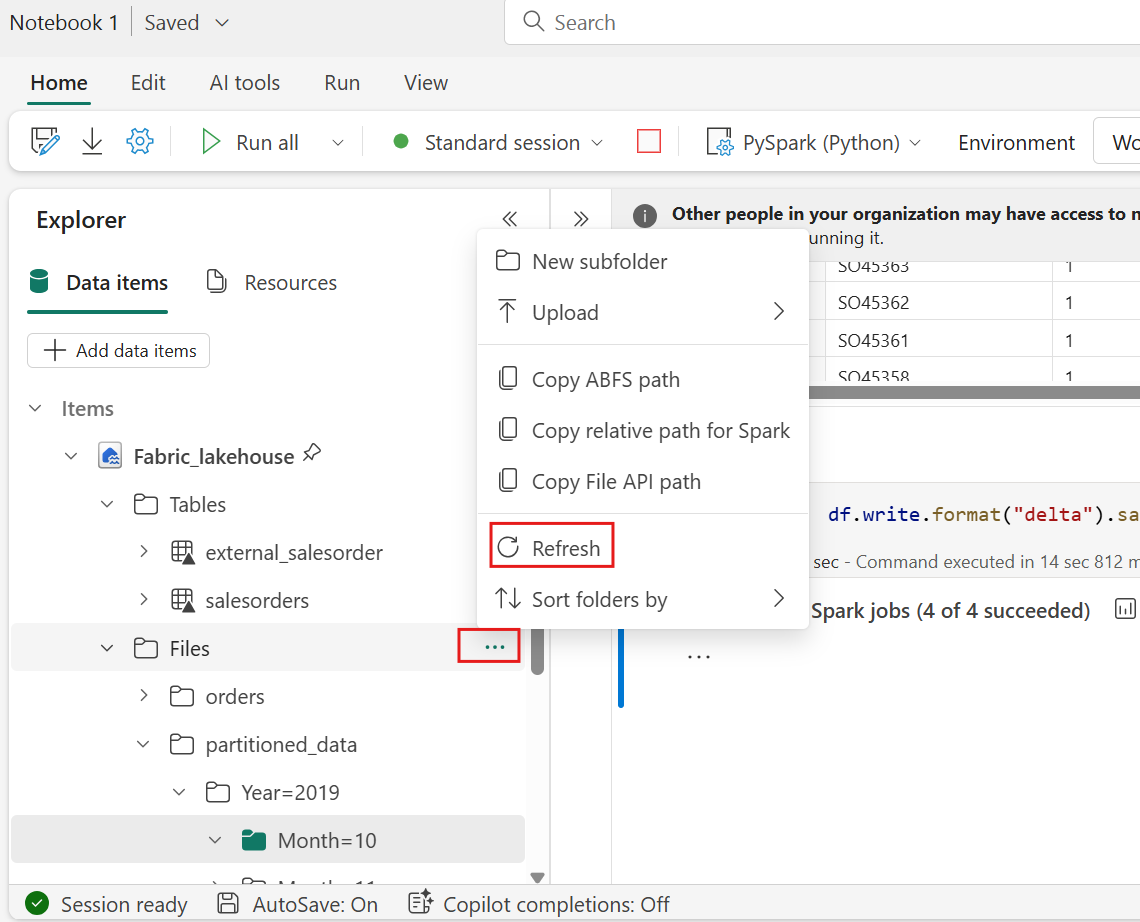 Notebook 1 Saved
Search
Home Edit AI tools Run View
Run all Standard session PySpark (Python) Environment Wo
Explorer
Data items Resources
Add data items
Items
Fabric_lakehouse
Tables
external_salesorder
salesorders
Files
orders
partitioned_data
Year=2019
Month=10
New subfolder
Upload
Copy ABFS path
Copy relative path for Spark
Copy File API path
Refresh
Sort folders by
Other people in your organization may have access to
unning it.
SO45363 1
SO45362 1
SO45361 1
SO45358 1
df.write.format("delta").sa
sec - Command executed in 14 sec 812 m
Spark jobs (4 of 4 succeeded)
...
Session ready AutoSave: On Copilot completions: Off